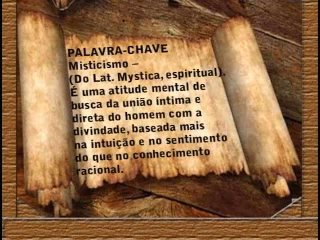 PALAVRA-CHAVE
Misticismo –
(Do Lat. Mystica, espiritual).
É uma atitude mental de
busca da união íntima e
direta do homem com a
divindade, baseada mais
na intuição e no sentimento
do que no conhecimento
racional.